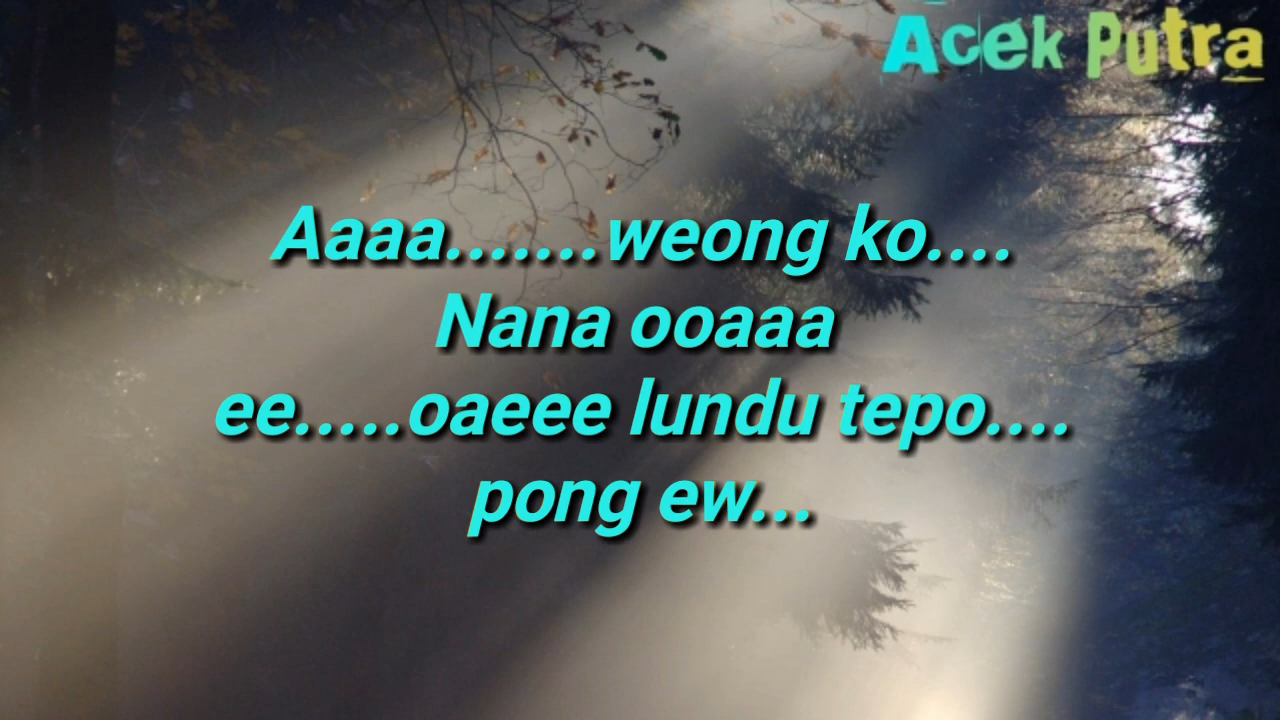 Acek Putra
Aaaa.......weong ko....
Nana ooaaa
ee.....oaeee lundu tepo....
pong ew...